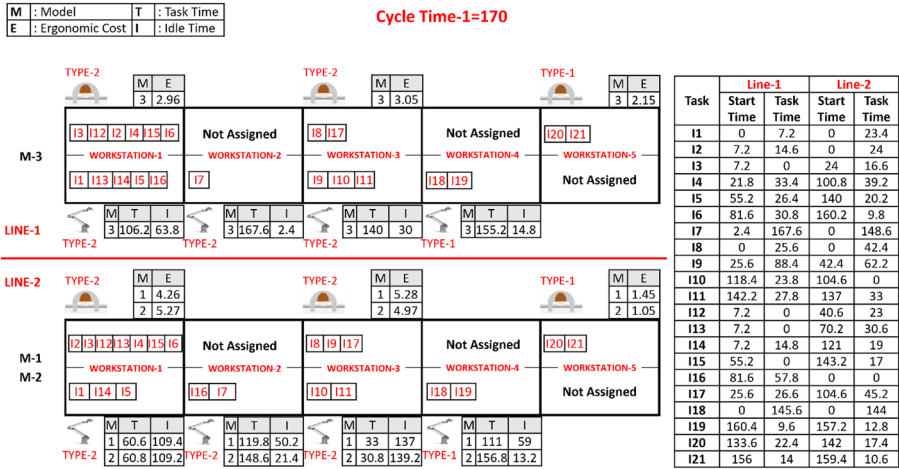 M : Model T : Task Time
E : Ergonomic Cost I : Idle Time
Cycle Time-1=170
TYPE-2 TYPE-2 TYPE-1
M E M E M E
3 2.96 3 3.05 3 2.15
I3 I12 I2 I4 I15 I6 Not Assigned I8 I17 Not Assigned I20 I21
M-3 WORKSTATION-1 WORKSTATION-2 WORKSTATION-3 WORKSTATION-4 WORKSTATION-5
I1 I13 I14 I5 I16 I7 I9 I10 I11 I18 I19 Not Assigned
M T I M T I M T I M T I
LINE-1 3 106.2 63.8 3 167.6 2.4 3 140 30 3 155.2 14.8
TYPE-2 TYPE-2 TYPE-2 TYPE-1
LINE-2 TYPE-2 TYPE-2 TYPE-1
M E M E M E
1 4.26 1 5.28 1 1.45
2 5.27 2 4.97 2 1.05
I2 I3 I12 I13 I4 I15 I6 Not Assigned I8 I9 I17 Not Assigned I20 I21
M-1
M-2
WORKSTATION-1 WORKSTATION-2 WORKSTATION-3 WORKSTATION-4 WORKSTATION-5
I1 I14 I5 I16 I7 I10 I11 I18 I19 Not Assigned
M T I M T I M T I M T I
1 60.6 109.4 1 119.8 50.2 1 33 137 1 111 59
TYPE-2 2 60.8 109.2 TYPE-2 2 148.6 21.4 TYPE-2 2 30.8 139.2 TYPE-1 2 156.8 13.2
Task Line-1 Line-2
Start Time Task Time Start Time Task Time
I1 0 7.2 0 23.4
I2 7.2 14.6 0 24
I3 7.2 0 24 16.6
I4 21.8 33.4 100.8 39.2
I5 55.2 26.4 140 20.2
I6 81.6 30.8 160.2 9.8
I7 2.4 167.6 0 148.6
I8 0 25.6 0 42.4
I9 25.6 88.4 42.4 62.2
I10 118.4 23.8 104.6 0
I11 142.2 27.8 137 33
I12 7.2 0 40.6 23
I13 7.2 0 70.2 30.6
I14 7.2 14.8 121 19
I15 55.2 0 143.2 17
I16 81.6 57.8 0 0
I17 25.6 26.6 104.6 45.2
I18 0 145.6 0 144
I19 160.4 9.6 157.2 12.8
I20 133.6 22.4 142 17.4
I21 156 14 159.4 10.6